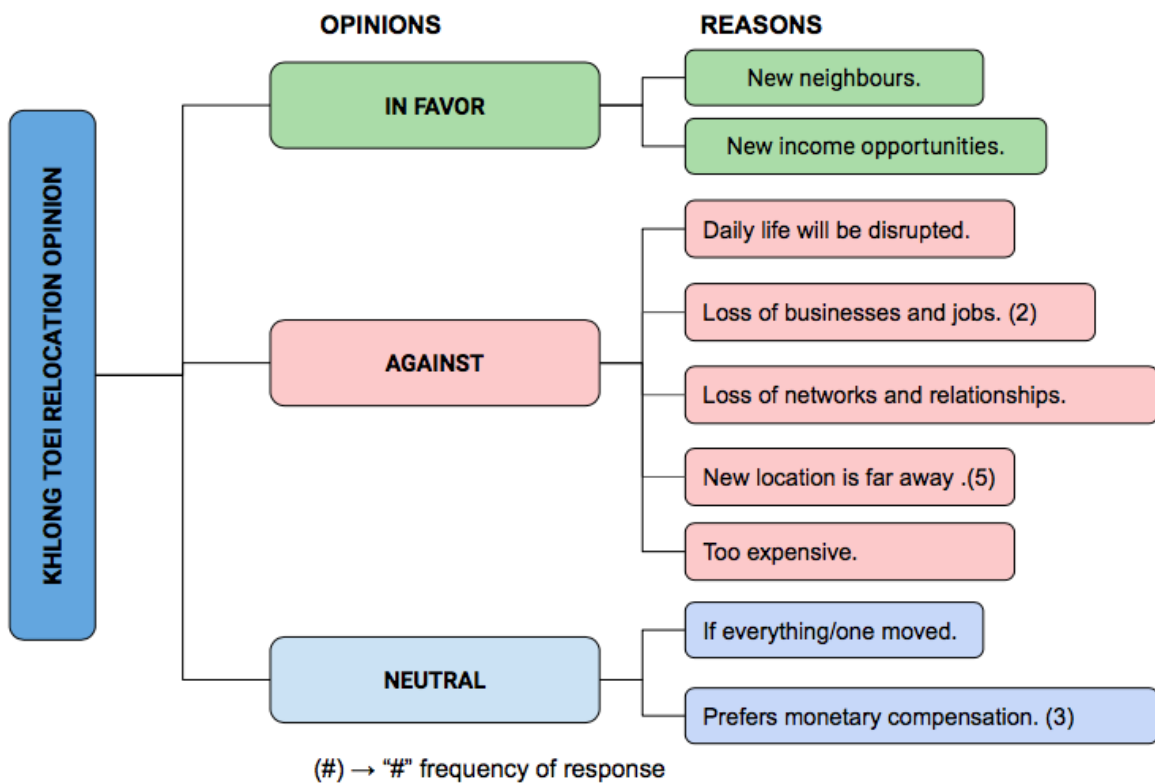 OPINIONS
REASONS
KHLONG TOEI RELOCATION OPINION
IN FAVOR
New neighbours.
New income opportunities.
AGAINST
Daily life will be disrupted.
Loss of businesses and jobs. (2)
Loss of networks and relationships.
New location is far away .(5)
Too expensive.
NEUTRAL
If everything/one moved.
Prefers monetary compensation. (3)
(#) → “#” frequency of response